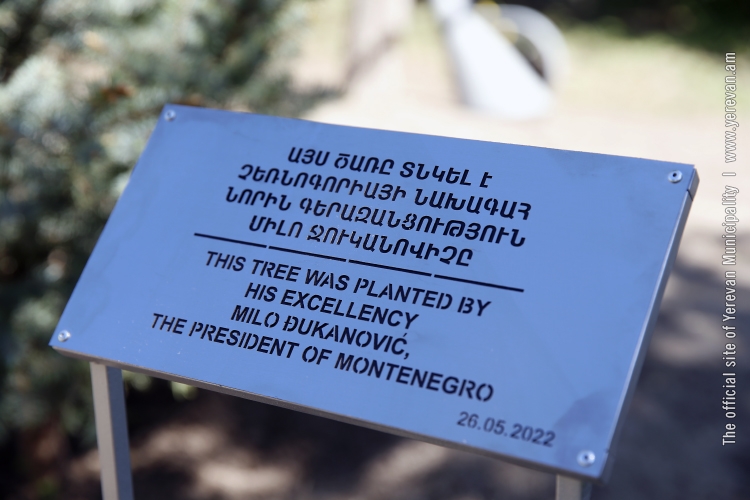 ԱՅՍ ԾԱՌԸ ՏՆԿԵԼ Է
ՉԵՌՆՈԳՈՐԻԱՅԻ ՆԱԽԱԳԱՀ
ՆՈՐԻՆ ԳԵՐԱԶԱՆՑՈՒԹՅՈՒՆ
ՄԻԼՈ ՋՈՒԿԱՆՈՎԻՉԸ
THIS TREE WAS PLANTED BY
HIS EXCELLENCY
MILO ĐUKANOVIĆ,
THE PRESIDENT OF MONTENEGRO
26.05.2022
The official site of Yerevan Municipality | www.yerevan.am